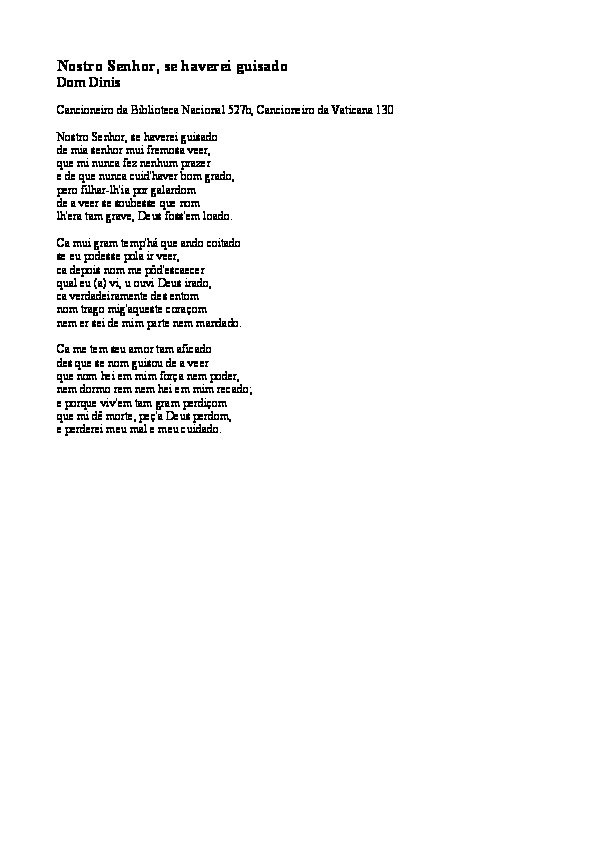 Nostro Senhor, se haverei guisado
Dom Dinis
Cancioneiro da Biblioteca Nacional 527b, Cancioneiro da Vaticana 130
Nostro Senhor, se haverei guisado
de mia senhor mui fremosa veer,
que mi nunca fez nenhum prazer
e de que nunca cuid'haver bom grado,
pero filhar-lh'ia por galardom
de a veer se soubesse que nom
lh'era tam grave, Deus foss'em loado.
Ca mui gram temp'há que ando coitado
se eu podesse pola ir veer,
ca depois nom me pôd'escaecer
qual eu (a) vi, u ouvi Deus irado,
ca verdadeiramente des entom
nom trago mig'aqueste coraçom
nem er sei de mim parte nem mandado.
Ca me tem seu amor tam aficado
des que se nom guisou de a veer
que nom hei em mim força nem poder,
nem dormo rem nem hei em mim recado;
e porque viv'em tam gram perdiçom
que mi dê morte, peç'a Deus perdom,
e perderei meu mal e meu cuidado.